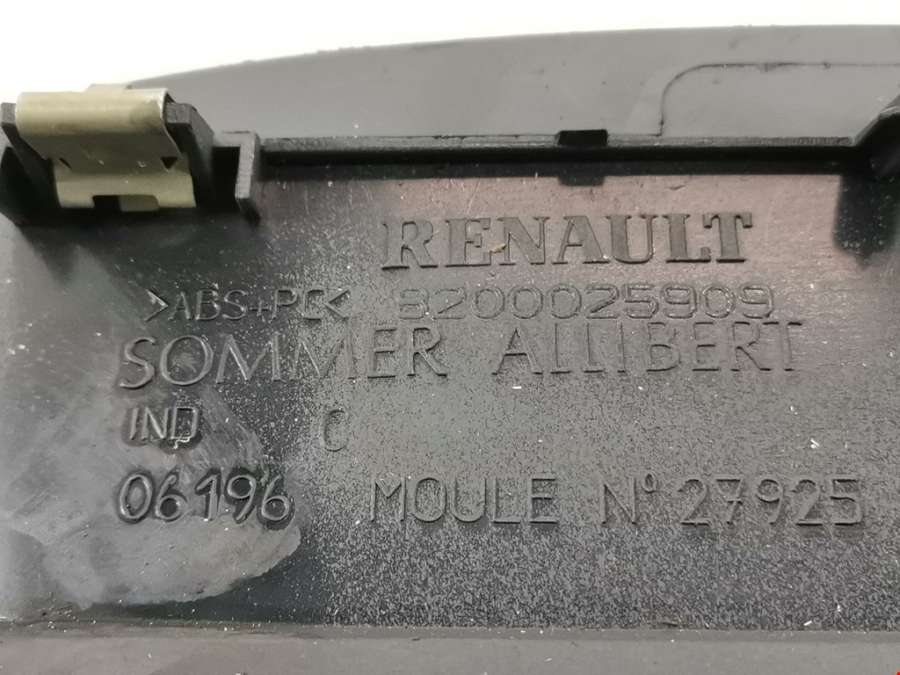 RENAULT
>ABS+PC< 8200025909
SOMMER ALLIBERT
IND C
06196 MOULE N° 27925